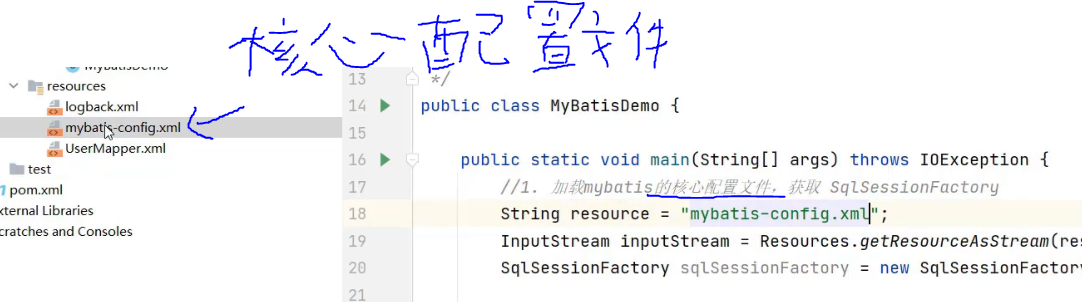 核心配置文件
MyBatisDemo
resources
logback.xml
mybatis-config.xml
UserMapper.xml
test
pom.xml
xternal Libraries
cratches and Consoles
13 */
14 public class MyBatisDemo {
15
16 public static void main(String[] args) throws IOException {
17 //1. 加载mybatis的核心配置文件，获取 SqlSessionFactory
18 String resource = "mybatis-config.xml";
19 InputStream inputStream = Resources.getResourceAsStream(res
20 SqlSessionFactory sqlSessionFactory = new SqlSessionFactory
21